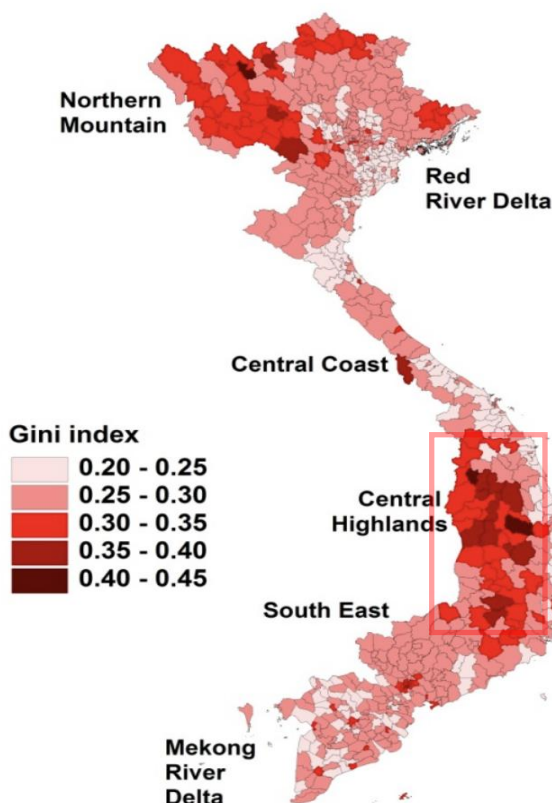 Northern
Mountain
Red
River Delta
Central Coast
Gini index
0.20 - 0.25
0.25 - 0.30
0.30 - 0.35
0.35 - 0.40
0.40 - 0.45
Central
Highlands
South East
Mekong
River
Delta